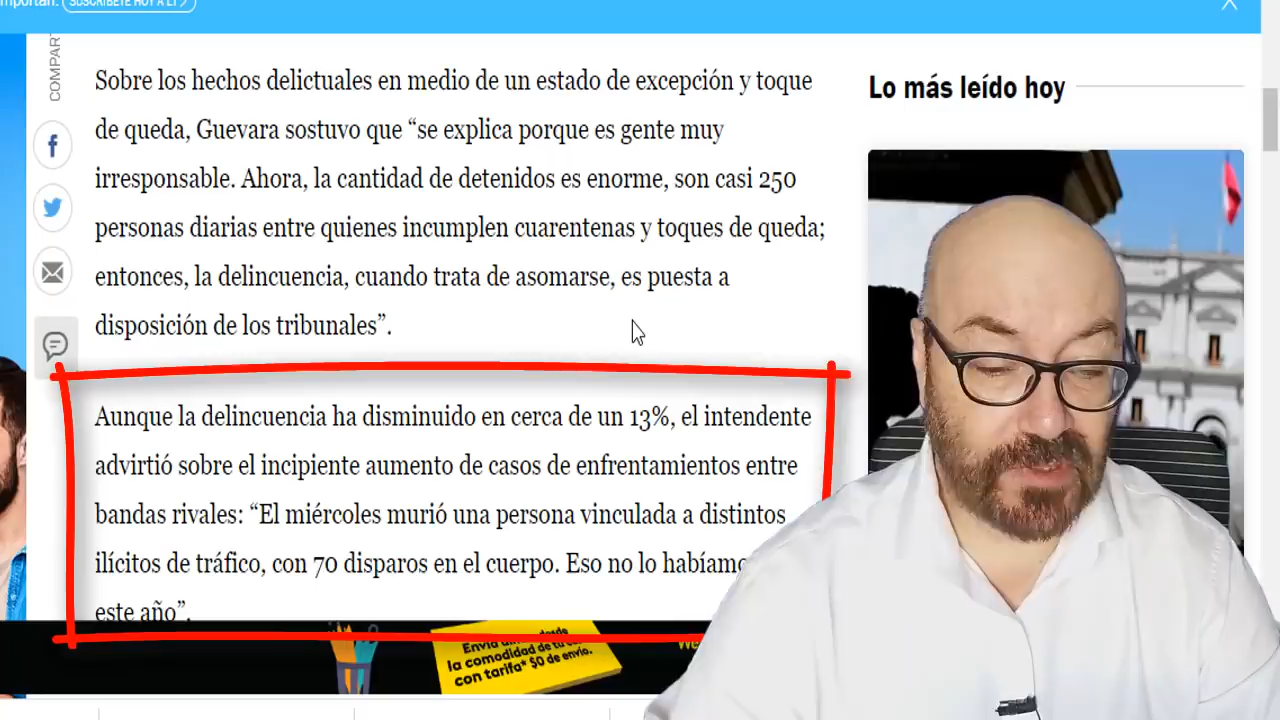 SUSCRÍBETE HOY A LT
COMPART
Sobre los hechos delictuales en medio de un estado de excepción y toque
de queda, Guevara sostuvo que “se explica porque es gente muy
irresponsable. Ahora, la cantidad de detenidos es enorme, son casi 250
personas diarias entre quienes incumplen cuarentenas y toques de queda;
entonces, la delincuencia, cuando trata de asomarse, es puesta a
disposición de los tribunales”.
Aunque la delincuencia ha disminuido en cerca de un 13%, el intendente
advirtió sobre el incipiente aumento de casos de enfrentamientos entre
bandas rivales: “El miércoles murió una persona vinculada a distintos
ilícitos de tráfico, con 70 disparos en el cuerpo. Eso no lo habíamo
este año”.
Lo más leído hoy
la comodidad de tu
con tarifa* $0 de envío.